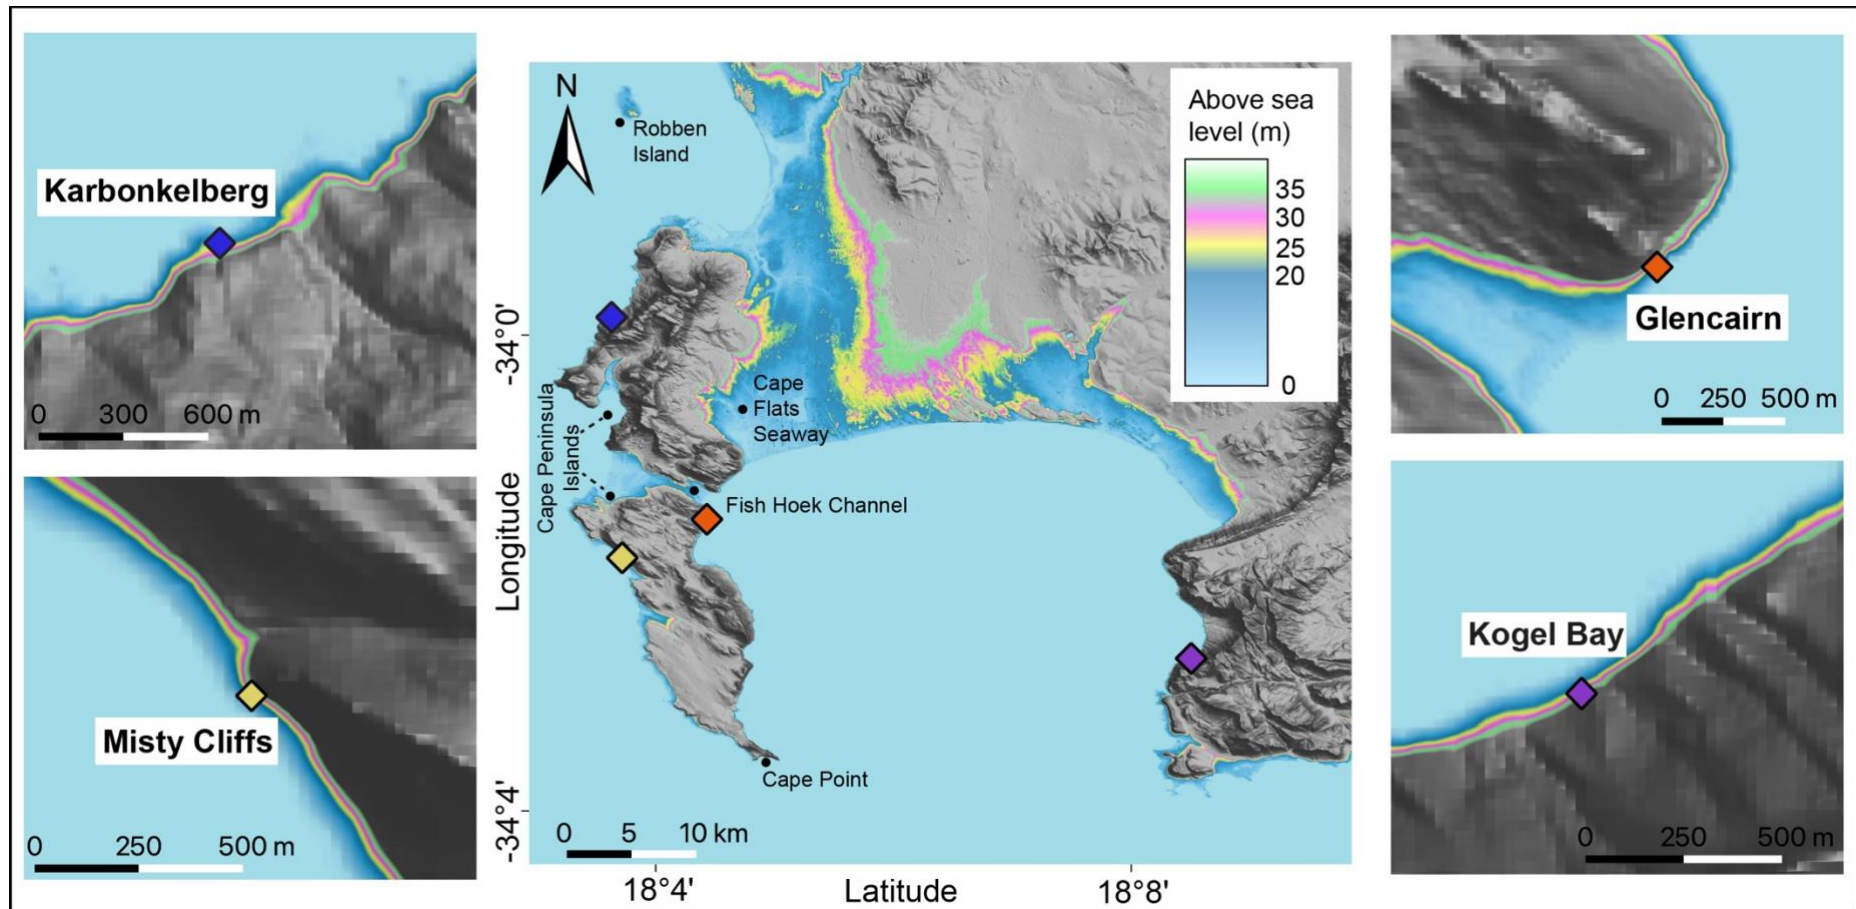 Karbonkelberg
0 300 600 m
Misty Cliffs
0 250 500 m
N
Robben
Island
Above sea
level (m)
35
30
25
20
0
Cape
Flats
Seaway
Cape Peninsula
Islands
Fish Hoek Channel
Cape Point
0 5 10 km
-34°0'
Longitude
-34°4'
18°4'
Latitude
18°8'
Glencairn
0 250 500 m
Kogel Bay
0 250 500 m